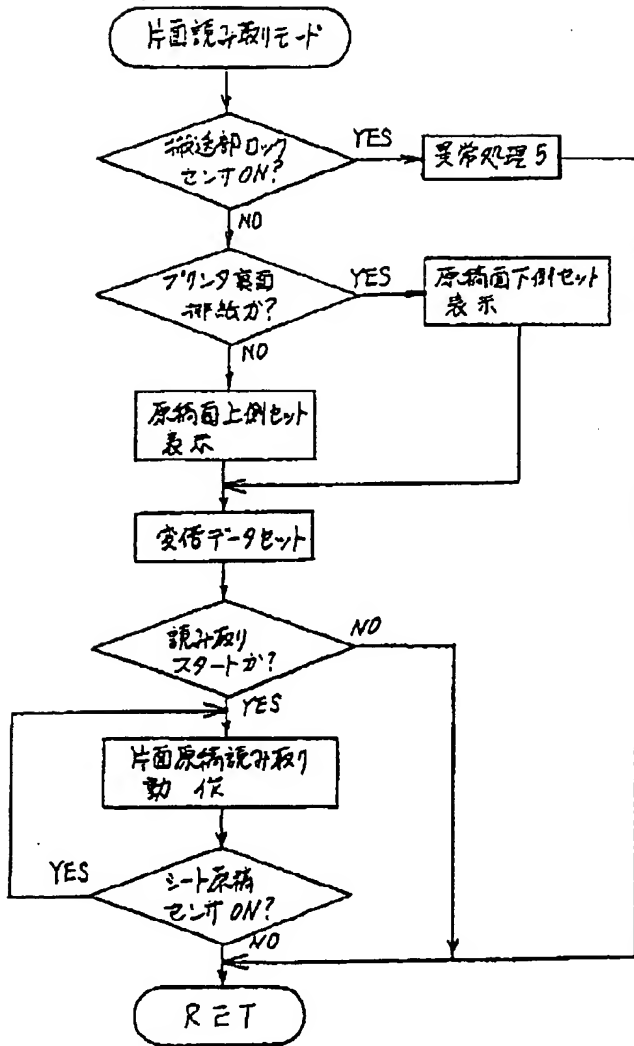 片面読み取りモード
搬送部ロック
センサON?
YES
異常処理5
NO
プリンタ裏面
排紙か?
YES
原稿面下側セット
表示
NO
原稿面上側セット
表示
変倍データセット
読み取り
スタートか?
NO
YES
片面原稿読み取り
動作
YES
シート原稿
センサON?
NO
RET